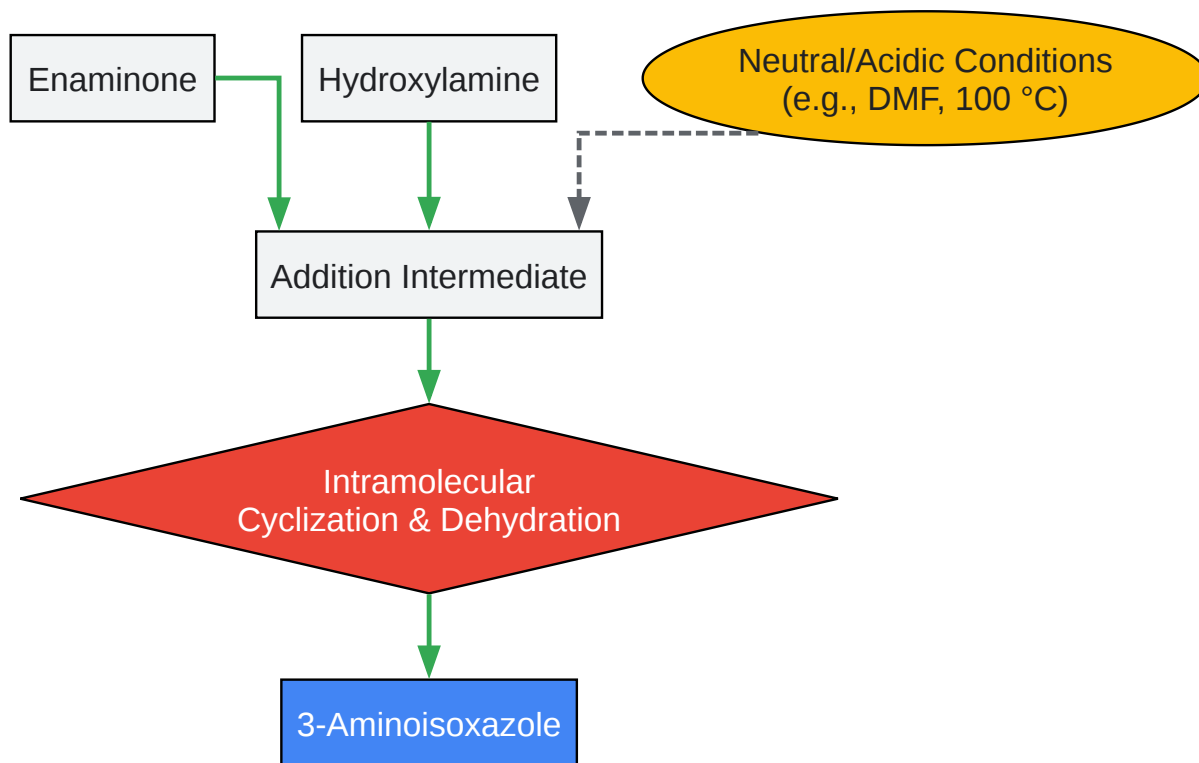 Enaminone
Hydroxylamine
Neutral/Acidic Conditions
(e.g., DMF, 100 °C)
Addition Intermediate
Intramolecular
Cyclization & Dehydration
3-Aminoisoxazole